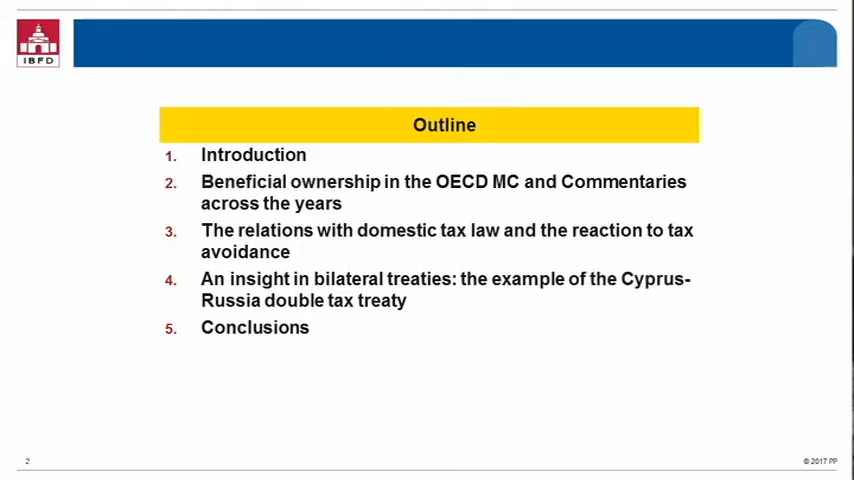 IBFD
Outline
1. Introduction
2. Beneficial ownership in the OECD MC and Commentaries
across the years
3. The relations with domestic tax law and the reaction to tax
avoidance
4. An insight in bilateral treaties: the example of the Cyprus-
Russia double tax treaty
5. Conclusions
2
© 2017 PP